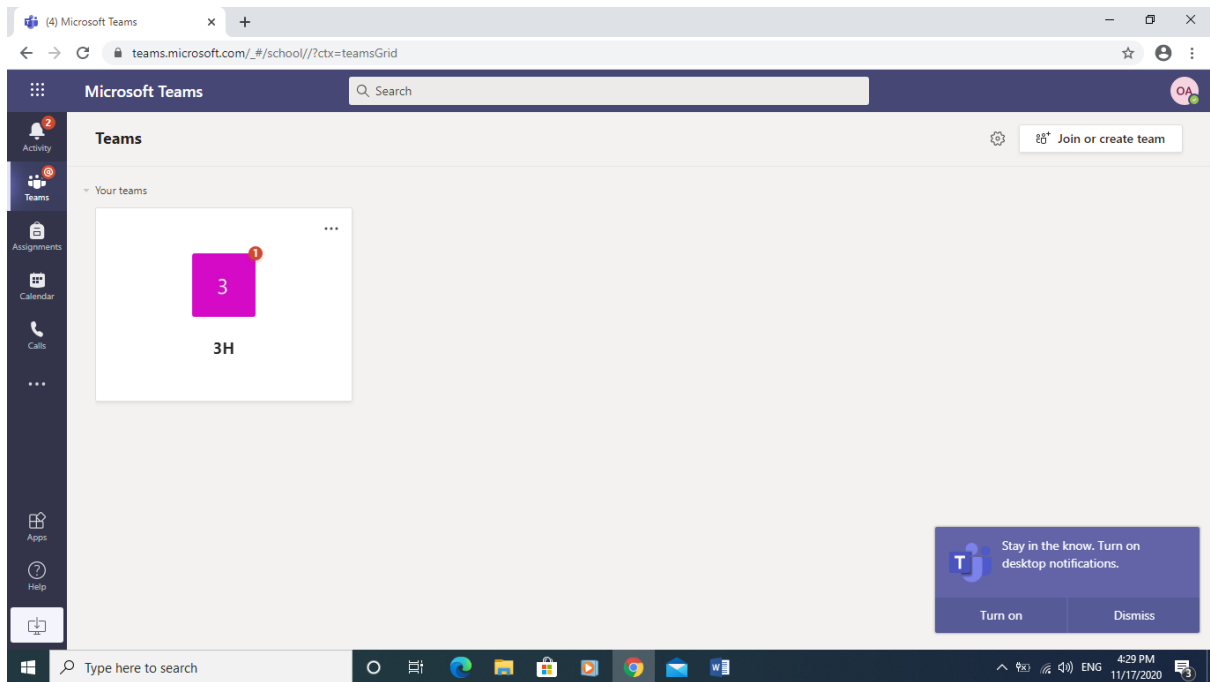 (4) Microsoft Teams
teams.microsoft.com/_#/school//?ctx=teamsGrid
Microsoft Teams
Search
OA
2
Activity
Teams
Join or create team
@
Teams
Your teams
Assignments
1
3
Calendar
3H
Calls
Apps
Stay in the know. Turn on
desktop notifications.
T
Help
Turn on
Dismiss
Type here to search
W
ENG
4:29 PM
11/17/2020
3